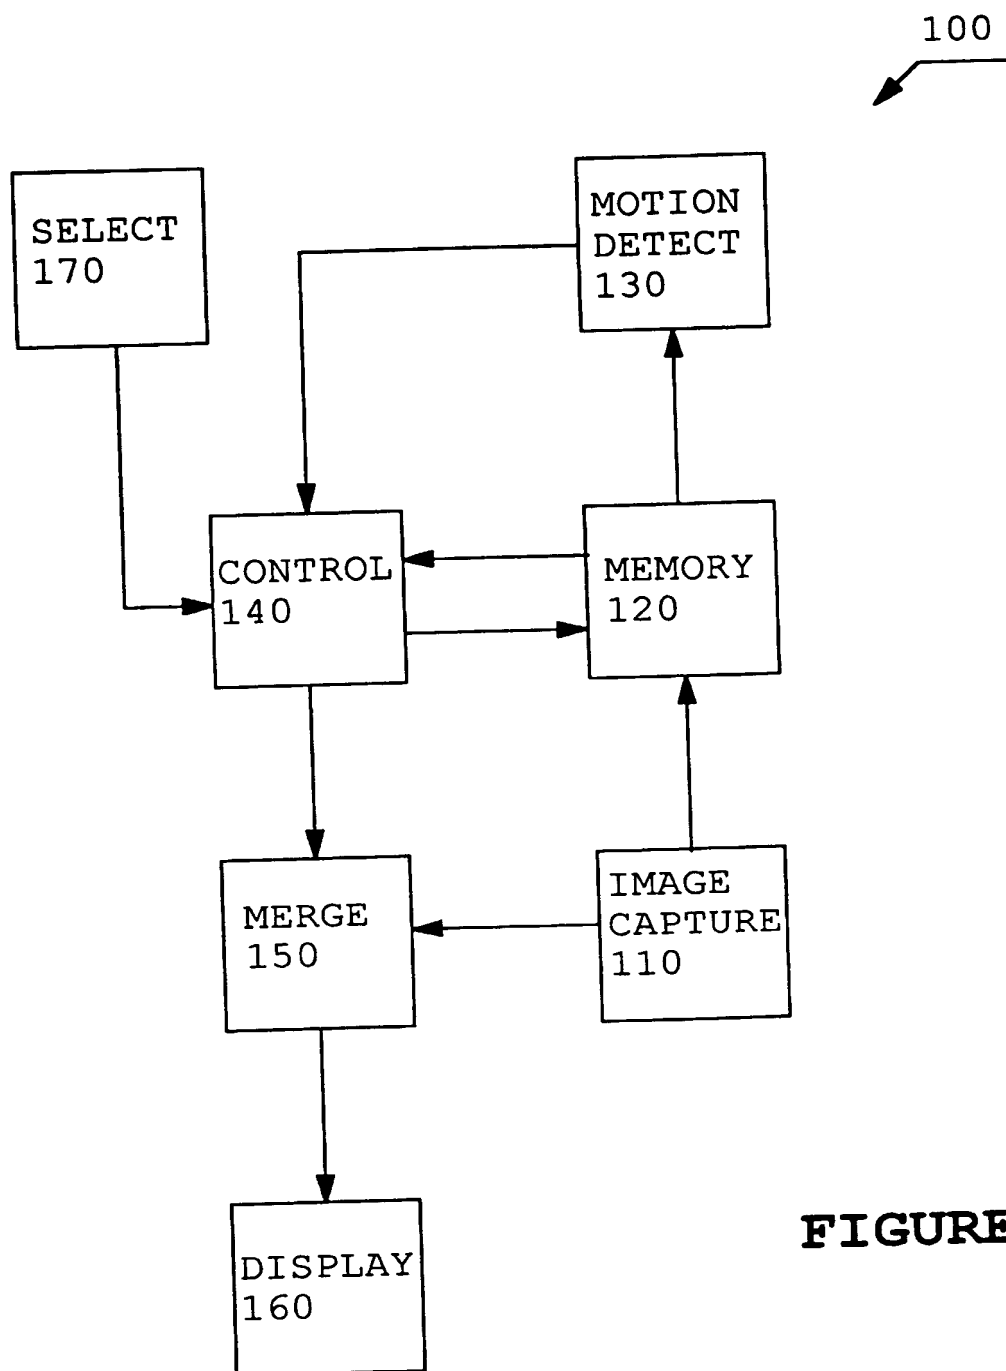 100
SELECT
170
MOTION
DETECT
130
CONTROL
140
MEMORY
120
MERGE
150
IMAGE
CAPTURE
110
DISPLAY
160
FIGURE